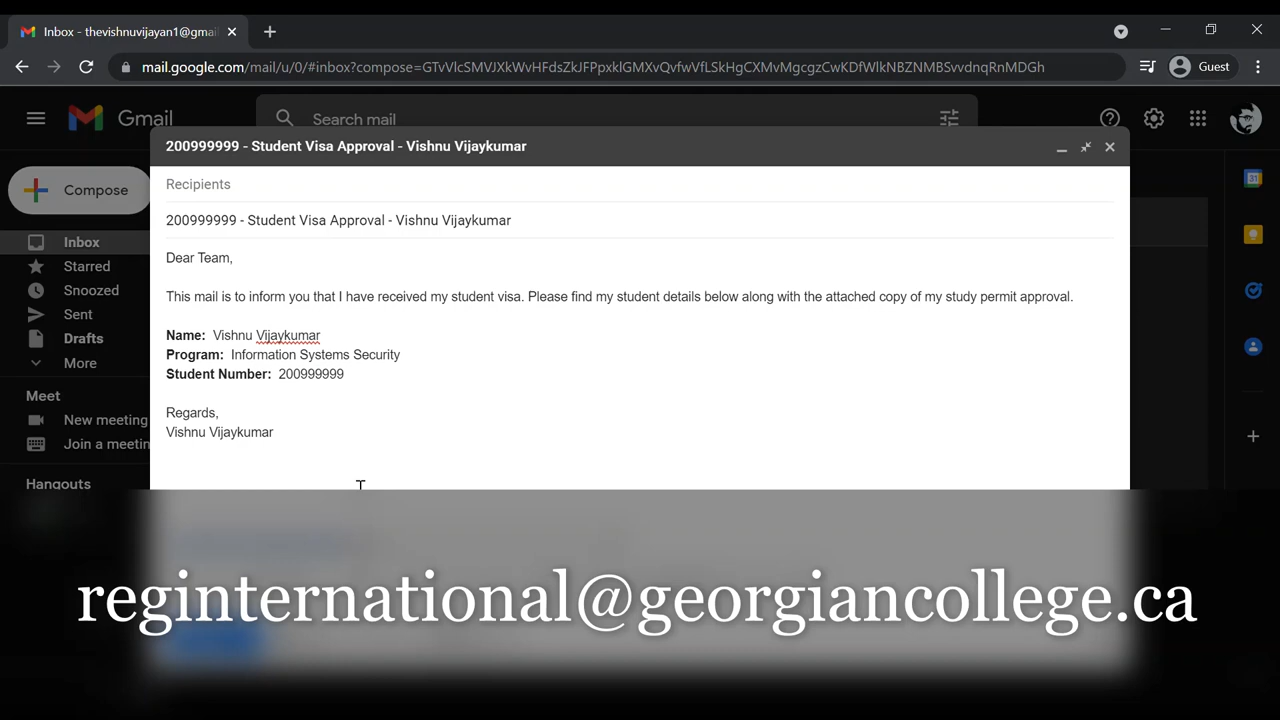 Inbox - thevishnuvijayan1@gmai
mail.google.com/mail/u/0/#inbox?compose=GTvVlcSMVJXkWvHFdsZkJFPpxklGMXvQvfwVfLSkHgCXMvMgcgzCwKDfWlkNBZNMBSvvdnqRnMDGh
Guest
Gmail
Search mail
200999999 - Student Visa Approval - Vishnu Vijaykumar
Compose
Recipients
200999999 - Student Visa Approval - Vishnu Vijaykumar
Inbox
Dear Team,
Starred
Snoozed
This mail is to inform you that I have received my student visa. Please find my student details below along with the attached copy of my study permit approval.
Sent
Drafts
Name: Vishnu Vijaykumar
Program: Information Systems Security
More
Student Number: 200999999
Meet
New meeting
Regards,
Vishnu Vijaykumar
Join a meetin
Hangouts
reginternational@georgiancollege.ca